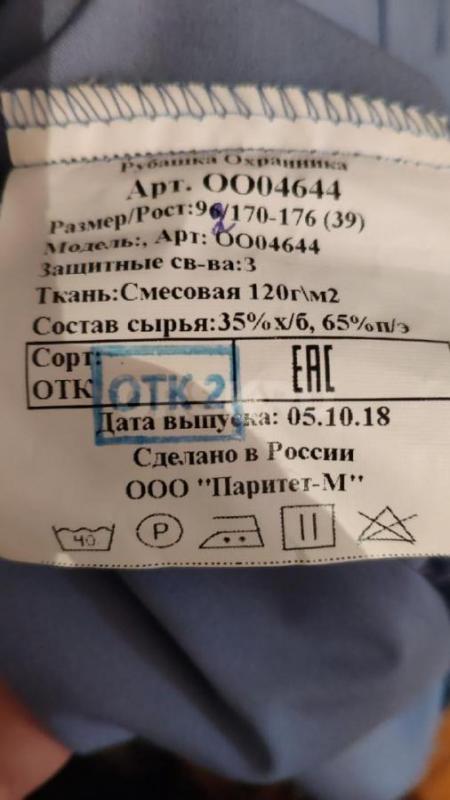 Рубашка Охранника
Арт. ОО04644
Размер/Рост:96/170-176 (39)
2
Модель:, Арт: ОО04644
Защитные св-ва:З
Ткань:Смесовая 120г\м2
Состав сырья:35%х/б, 65%п/э
Сорт:
ОТК
ОТК 2
ЕАС
Дата выпуска: 05.10.18
Сделано в России
ООО "Паритет-М"
40 P